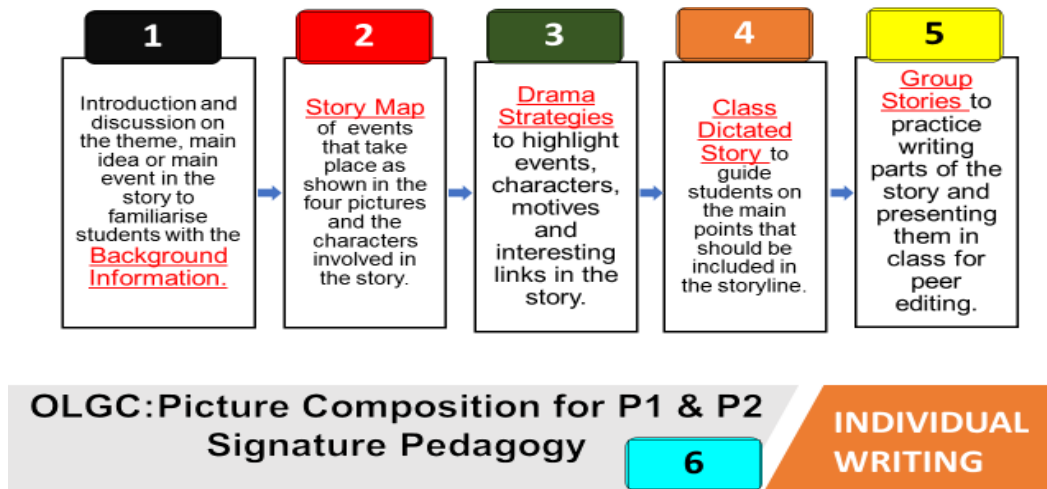 1
Introduction and
discussion on
the theme, main
idea or main
event in the
story to
familiarise
students with the
Background
Information.
2
Story Map
of events
that take
place as
shown in the
four pictures
and the
characters
involved in
the story.
3
Drama
Strategies
to highlight
events,
characters,
motives
and
interesting
links in the
story.
4
Class
Dictated
Story to
guide
students on
the main
points that
should be
included in
the storyline.
5
Group
Stories to
practice
writing
parts of the
story and
presenting
them in
class for
peer
editing.
OLGC:Picture Composition for P1 & P2
Signature Pedagogy
6
INDIVIDUAL
WRITING